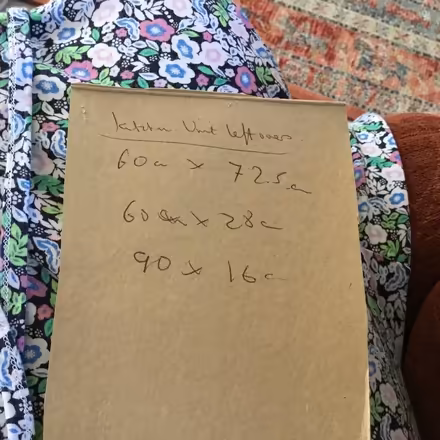 Kitchen Unit leftovers
60cm x 72.5cm
60cm x 28cm
90 x 16cm